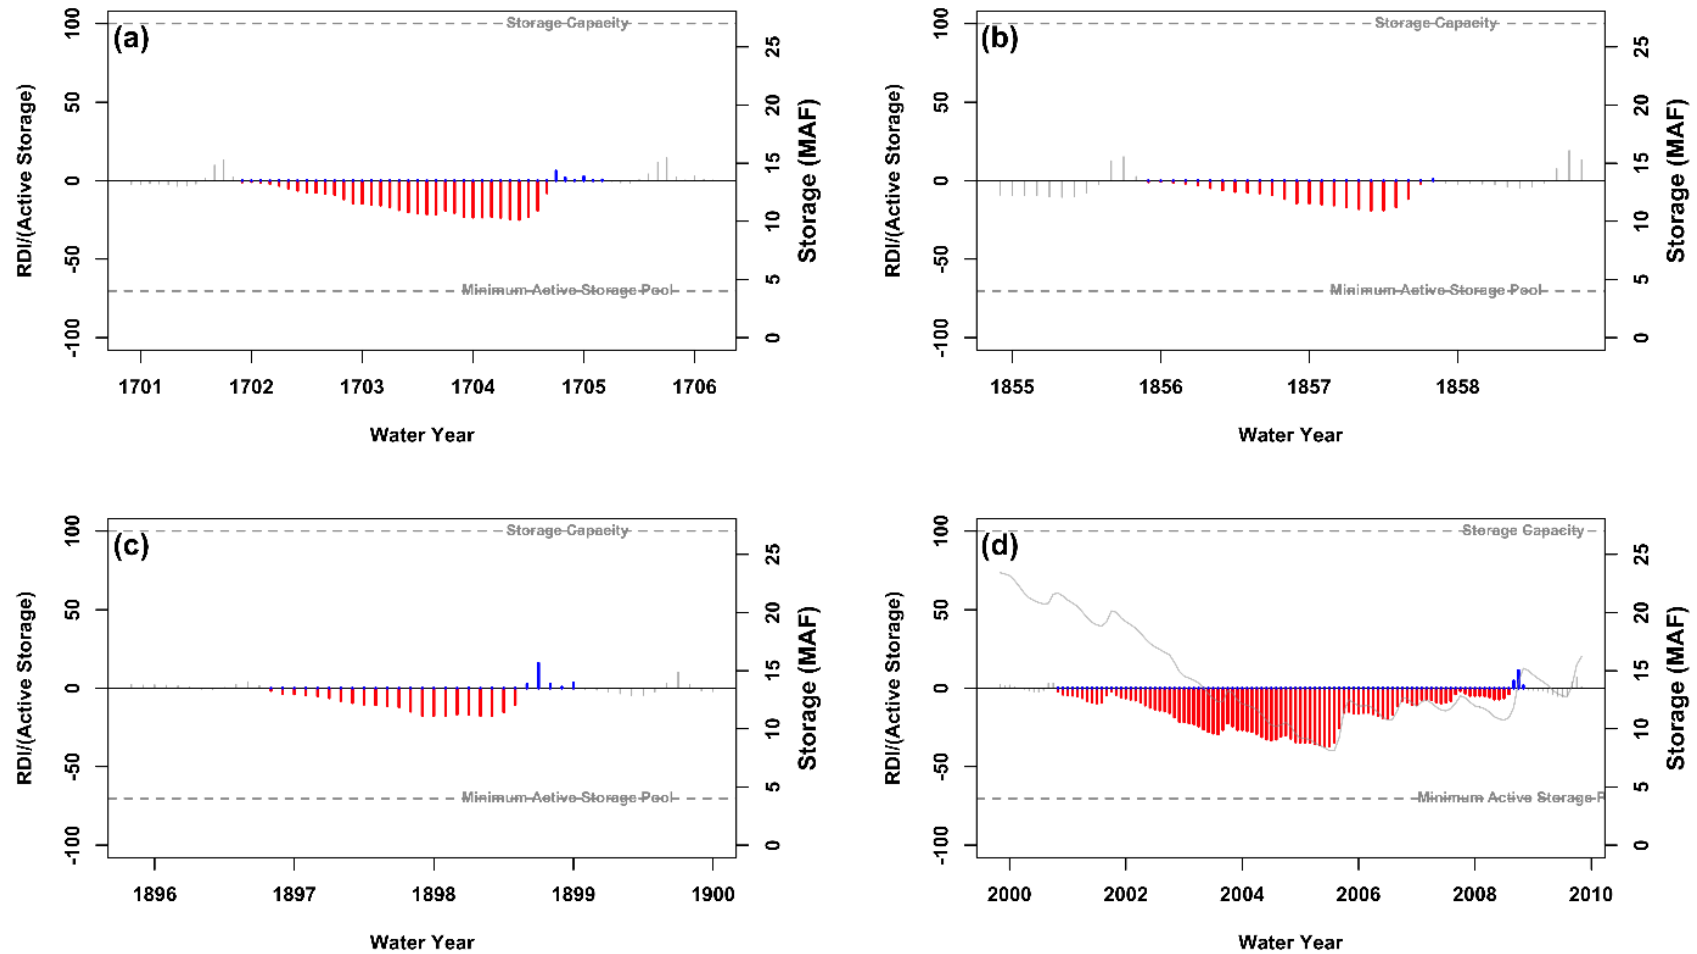 (a)
Storage Capacity
Minimum Active Storage Pool
RDI/(Active Storage)
100
50
0
-50
-100
Storage (MAF)
25
20
15
10
5
0
1701 1702 1703 1704 1705 1706
Water Year
(b)
Storage Capacity
Minimum Active Storage Pool
RDI/(Active Storage)
100
50
0
-50
-100
Storage (MAF)
25
20
15
10
5
0
1855 1856 1857 1858
Water Year
(c)
Storage Capacity
Minimum Active Storage Pool
RDI/(Active Storage)
100
50
0
-50
-100
Storage (MAF)
25
20
15
10
5
0
1896 1897 1898 1899 1900
Water Year
(d)
Storage Capacity
Minimum Active Storage P
RDI/(Active Storage)
100
50
0
-50
-100
Storage (MAF)
25
20
15
10
5
0
2000 2002 2004 2006 2008 2010
Water Year